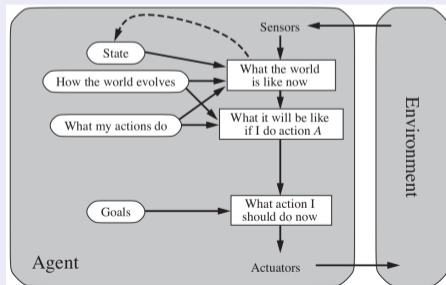 Sensors
State
How the world evolves
What my actions do
What the world
is like now
What it will be like
if I do action A
Goals
What action I
should do now
Agent
Actuators
Environment